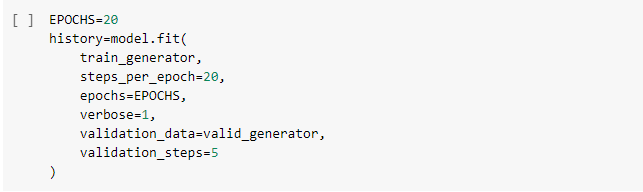 [ ] EPOCHS=20
history=model.fit(
train_generator,
steps_per_epoch=20,
epochs=EPOCHS,
verbose=1,
validation_data=valid_generator,
validation_steps=5
)